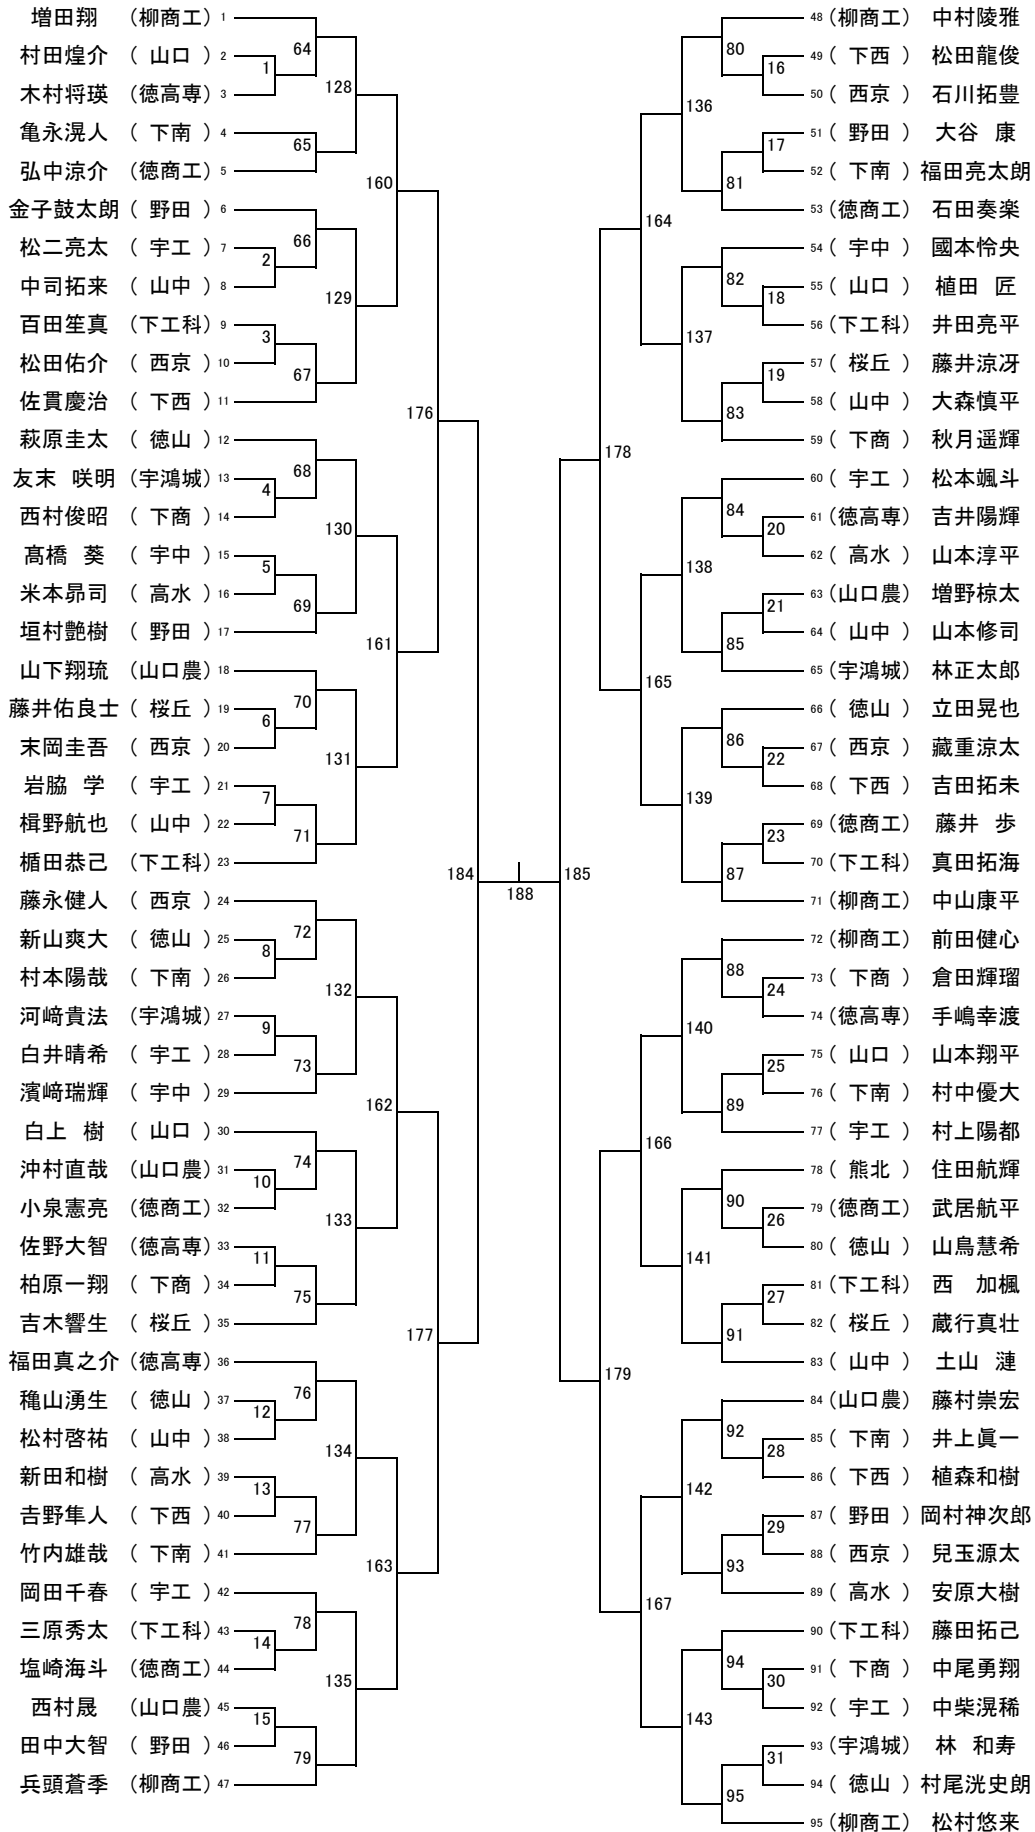 増田翔 （柳商工） 1
村田煌介 （ 山口 ） 2
木村将瑛 （徳高専） 3
亀永滉人 （ 下南 ） 4
弘中涼介 （徳商工） 5
金子鼓太朗 （ 野田 ） 6
松二亮太 （ 宇工 ） 7
中司拓来 （ 山中 ） 8
百田笙真 （下工科） 9
松田佑介 （ 西京 ） 10
佐貫慶治 （ 下西 ） 11
萩原圭太 （ 徳山 ） 12
友末 咲明 （宇鴻城） 13
西村俊昭 （ 下商 ） 14
髙橋 葵 （ 宇中 ） 15
米本昴司 （ 高水 ） 16
垣村艶樹 （ 野田 ） 17
山下翔琉 （山口農） 18
藤井佑良士 （ 桜丘 ） 19
末岡圭吾 （ 西京 ） 20
岩脇 学 （ 宇工 ） 21
楫野航也 （ 山中 ） 22
楯田恭己 （下工科） 23
藤永健人 （ 西京 ） 24
新山爽大 （ 徳山 ） 25
村本陽哉 （ 下南 ） 26
河﨑貴法 （宇鴻城） 27
白井晴希 （ 宇工 ） 28
濱﨑瑞輝 （ 宇中 ） 29
白上 樹 （ 山口 ） 30
沖村直哉 （山口農） 31
小泉憲亮 （徳商工） 32
佐野大智 （徳高専） 33
柏原一翔 （ 下商 ） 34
吉木響生 （ 桜丘 ） 35
福田真之介 （徳高専） 36
穐山湧生 （ 徳山 ） 37
松村啓祐 （ 山中 ） 38
新田和樹 （ 高水 ） 39
吉野隼人 （ 下西 ） 40
竹内雄哉 （ 下南 ） 41
岡田千春 （ 宇工 ） 42
三原秀太 （下工科） 43
塩崎海斗 （徳商工） 44
西村晟 （山口農） 45
田中大智 （ 野田 ） 46
兵頭蒼季 （柳商工） 47
1
2
3
4
5
6
7
8
9
10
11
12
13
14
15
64
65
66
67
68
69
70
71
72
73
74
75
76
77
78
79
128
129
130
131
132
133
134
135
160
161
162
163
176
177
184
188
185
178
179
164
165
166
167
136
137
138
139
140
141
142
143
80
81
82
83
84
85
86
87
88
89
90
91
92
93
94
95
16
17
18
19
20
21
22
23
24
25
26
27
28
29
30
31
48 （柳商工） 中村陵雅
49 （ 下西 ） 松田龍俊
50 （ 西京 ） 石川拓豊
51 （ 野田 ） 大谷 康
52 （ 下南 ） 福田亮太朗
53 （徳商工） 石田奏楽
54 （ 宇中 ） 國本怜央
55 （ 山口 ） 植田 匠
56 （下工科） 井田亮平
57 （ 桜丘 ） 藤井涼冴
58 （ 山中 ） 大森慎平
59 （ 下商 ） 秋月遥輝
60 （ 宇工 ） 松本颯斗
61 （徳高専） 吉井陽輝
62 （ 高水 ） 山本淳平
63 （山口農） 増野椋太
64 （ 山中 ） 山本修司
65 （宇鴻城） 林正太郎
66 （ 徳山 ） 立田晃也
67 （ 西京 ） 藏重涼太
68 （ 下西 ） 吉田拓未
69 （徳商工） 藤井 歩
70 （下工科） 真田拓海
71 （柳商工） 中山康平
72 （柳商工） 前田健心
73 （ 下商 ） 倉田輝瑠
74 （徳高専） 手嶋幸渡
75 （ 山口 ） 山本翔平
76 （ 下南 ） 村中優大
77 （ 宇工 ） 村上陽都
78 （ 熊北 ） 住田航輝
79 （徳商工） 武居航平
80 （ 徳山 ） 山鳥慧希
81 （下工科） 西 加楓
82 （ 桜丘 ） 蔵行真壮
83 （ 山中 ） 土山 漣
84 （山口農） 藤村崇宏
85 （ 下南 ） 井上眞一
86 （ 下西 ） 植森和樹
87 （ 野田 ） 岡村神次郎
88 （ 西京 ） 兒玉源太
89 （ 高水 ） 安原大樹
90 （下工科） 藤田拓己
91 （ 下商 ） 中尾勇翔
92 （ 宇工 ） 中柴滉稀
93 （宇鴻城） 林 和寿
94 （ 徳山 ） 村尾洸史朗
95 （柳商工） 松村悠来